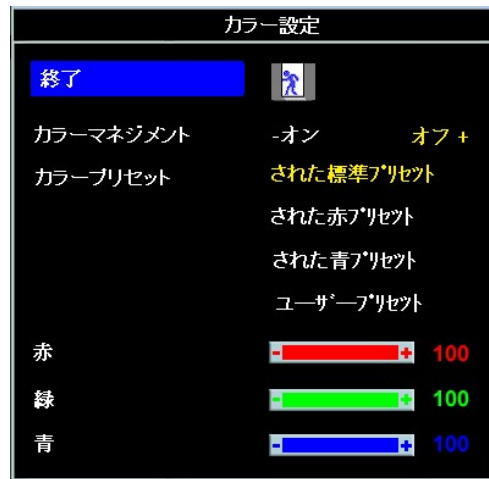 カラー設定
終了
カラーマネジメント -オン オフ +
カラープリセット された標準プリセット
された赤プリセット
された青プリセット
ユーザープリセット
赤 - + 100
緑 - + 100
青 - + 100